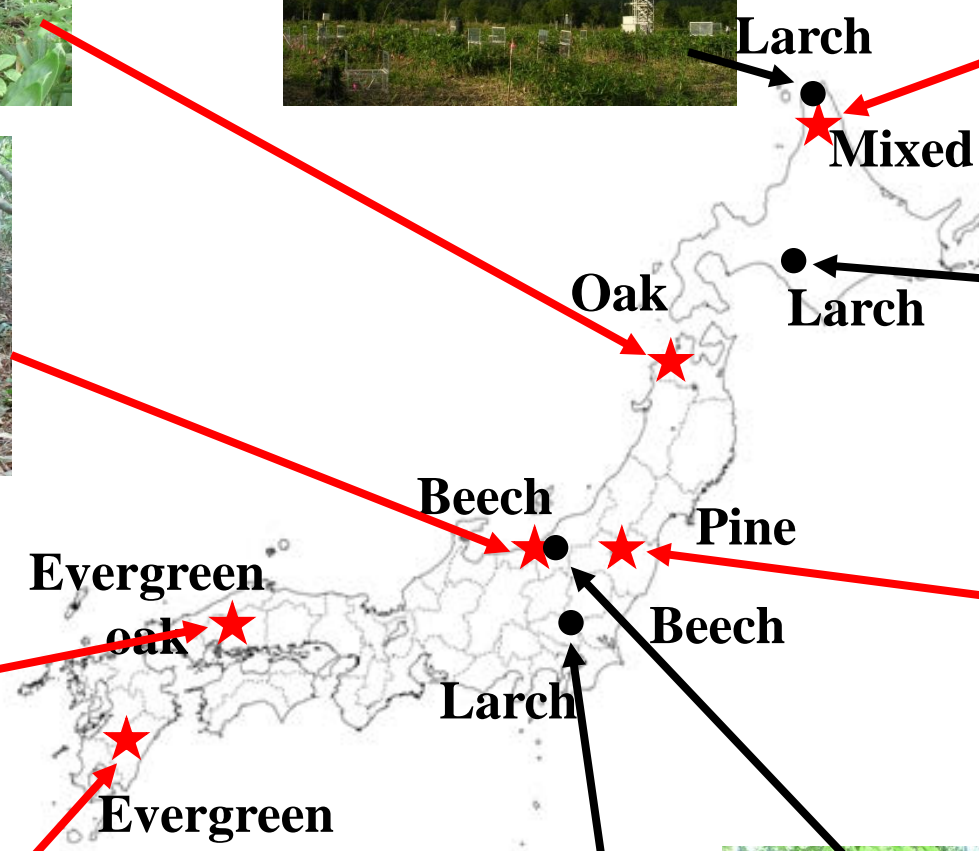 Larch
Mixed
Larch
Oak
Beech
Pine
Evergreen
oak
Beech
Larch
Evergreen